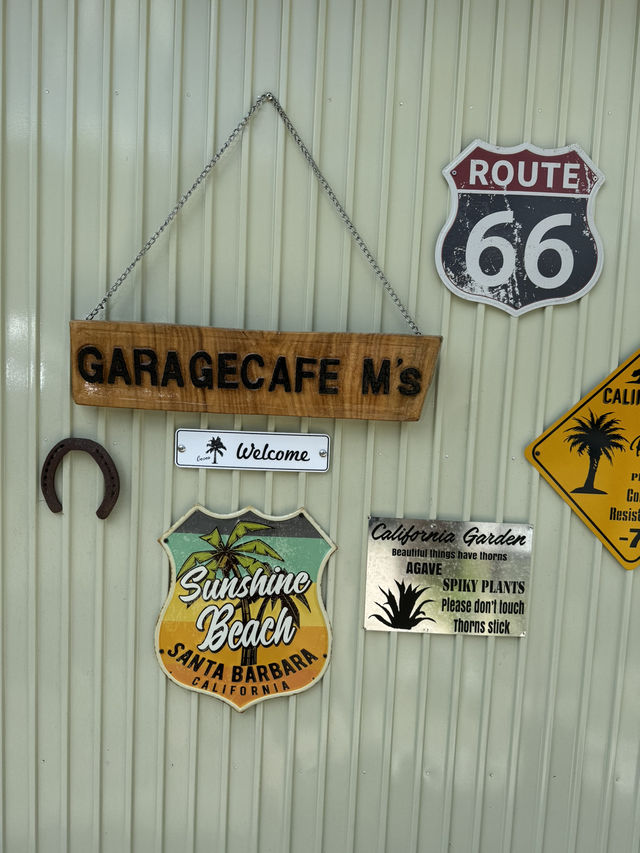 ROUTE
66
GARAGECAFE M's
Welcome
Sunshine
Beach
SANTA BARBARA
CALIFORNIA
California Garden
Beautiful things have thorns
AGAVE
SPIKY PLANTS
Please don't touch
Thorns stick